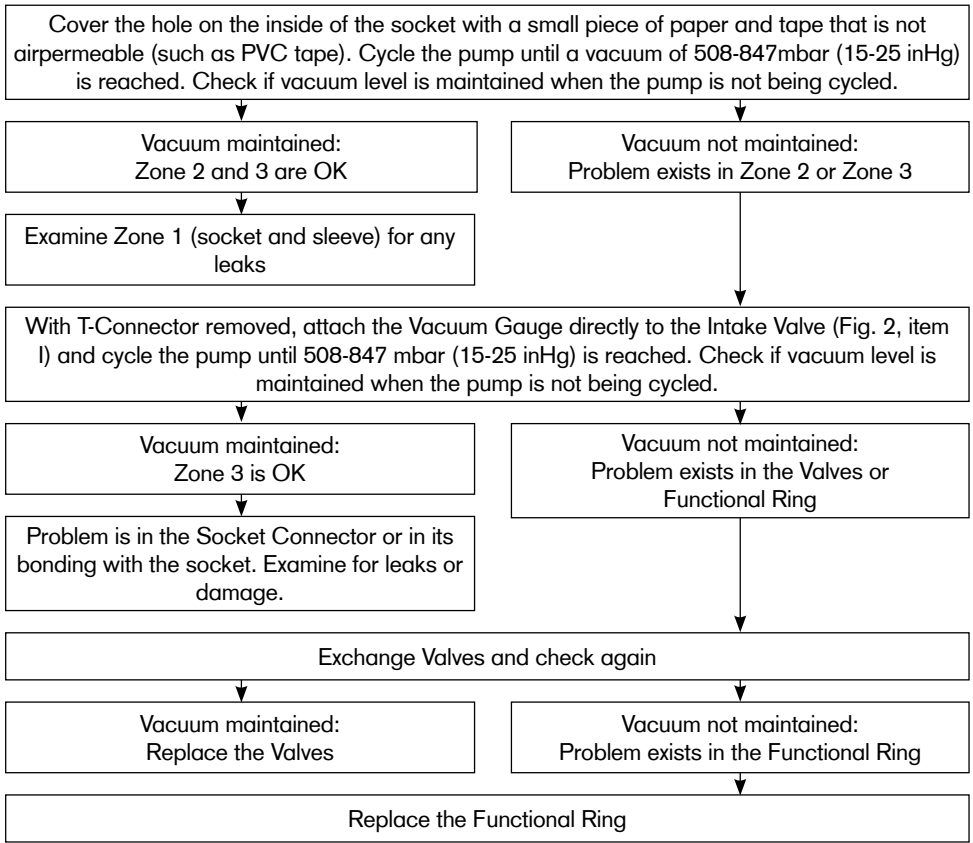 Cover the hole on the inside of the socket with a small piece of paper and tape that is not
airpermeable (such as PVC tape). Cycle the pump until a vacuum of 508-847mbar (15-25 inHg)
is reached. Check if vacuum level is maintained when the pump is not being cycled.
Vacuum maintained:
Zone 2 and 3 are OK
Vacuum not maintained:
Problem exists in Zone 2 or Zone 3
Examine Zone 1 (socket and sleeve) for any
leaks
With T-Connector removed, attach the Vacuum Gauge directly to the Intake Valve (Fig. 2, item
I) and cycle the pump until 508-847 mbar (15-25 inHg) is reached. Check if vacuum level is
maintained when the pump is not being cycled.
Vacuum maintained:
Zone 3 is OK
Vacuum not maintained:
Problem exists in the Valves or
Functional Ring
Problem is in the Socket Connector or in its
bonding with the socket. Examine for leaks or
damage.
Exchange Valves and check again
Vacuum maintained:
Replace the Valves
Vacuum not maintained:
Problem exists in the Functional Ring
Replace the Functional Ring